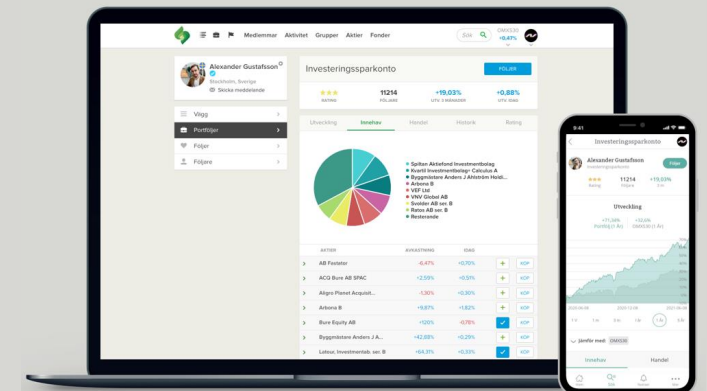 Medlemmar Aktivitet Grupper Aktier Fonder
Sök
OMXS30
+0,47%
Alexander Gustafsson
Stockholm, Sverige
Skicka meddelande
Vägg
Portföljer
Följer
Följare
Investeringssparkonto
FÖLJER
11214
+19,03%
+0,88%
RATING
FÖLJARE
UTV. 3 MÅNADER
UTV. IDAG
Utveckling Innehav Handel Historik Rating
Spiltan Aktiefond Investmentbolag
Kvartil Investmentbolag+ Calculus A
Byggmästare Anders J Ahlström Holdi...
Arbona B
VEF Ltd
VNV Global AB
Svolder AB ser. B
Ratos AB ser. B
Resterande
AKTIER AVKASTNING IDAG
AB Fastator -6,47% +0,70% + KÖP
ACQ Bure AB SPAC +2,59% +0,51% + KÖP
Aligro Planet Acquisit... -1,30% +0,30% + KÖP
Arbona B +9,87% +1,82% + KÖP
Bure Equity AB +120% -0,78% KÖP
Byggmästare Anders J A... +42,88% +0,29% + KÖP
Latour, Investmentab. ser. B +64,31% +0,33% KÖP
9:41
Investeringssparkonto
Alexander Gustafsson
Investeringssparkonto
Följer
11214
+19,03%
Rating
Följare
3 m
Utveckling
Portfölj (1 år)
OMXS30 (1 år)
1 år
Jämför med OMXS30
Innehav Handel